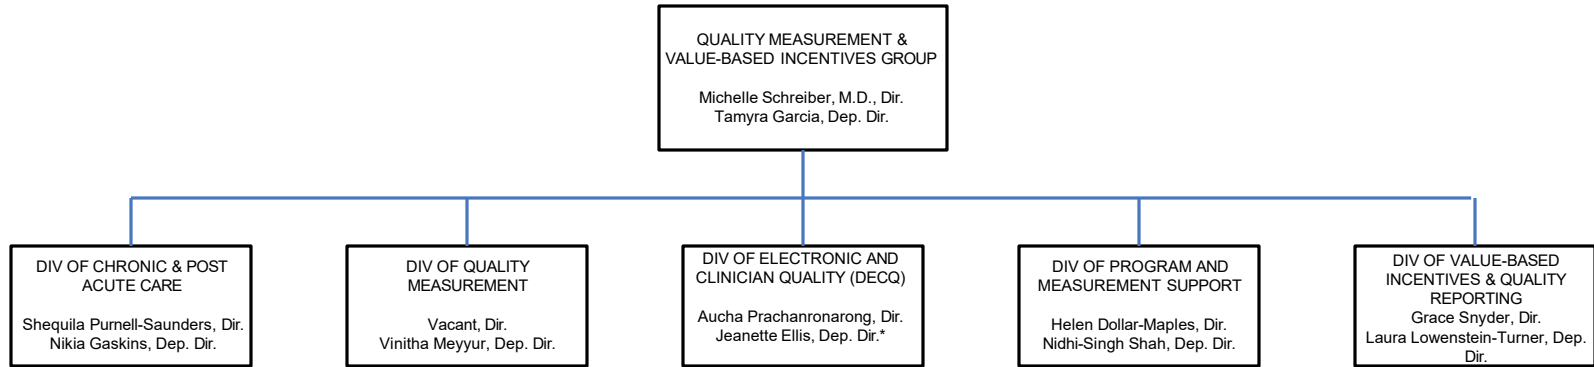 QUALITY MEASUREMENT &
VALUE-BASED INCENTIVES GROUP
Michelle Schreiber, M.D., Dir.
Tamyra Garcia, Dep. Dir.
DIV OF CHRONIC & POST
ACUTE CARE
Shequila Purnell-Saunders, Dir.
Nikia Gaskins, Dep. Dir.
DIV OF QUALITY
MEASUREMENT
Vacant, Dir.
Vinitha Meyyur, Dep. Dir.
DIV OF ELECTRONIC AND
CLINICIAN QUALITY (DECQ)
Aucha Prachanronarong, Dir.
Jeanette Ellis, Dep. Dir.*
DIV OF PROGRAM AND
MEASUREMENT SUPPORT
Helen Dollar-Maples, Dir.
Nidhi-Singh Shah, Dep. Dir.
DIV OF VALUE-BASED
INCENTIVES & QUALITY
REPORTING
Grace Snyder, Dir.
Laura Lowenstein-Turner, Dep.
Dir.